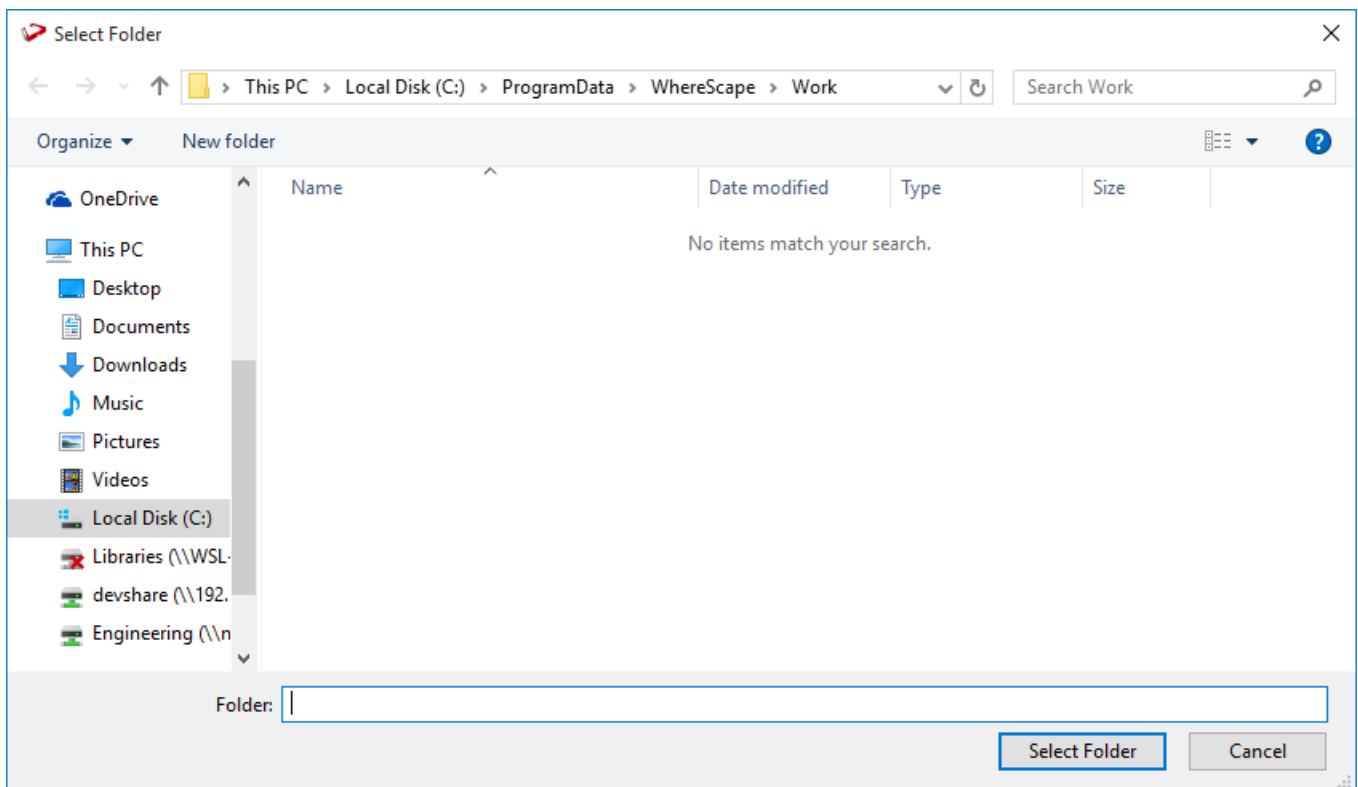 Select Folder
This PC > Local Disk (C:) > ProgramData > WhereScape > Work
Search Work
Organize
New folder
Name
Date modified
Type
Size
No items match your search.
OneDrive
This PC
Desktop
Documents
Downloads
Music
Pictures
Videos
Local Disk (C:)
Libraries (\\WSL-
devshare (\\192.
Engineering (\\n
Folder:
Select Folder
Cancel